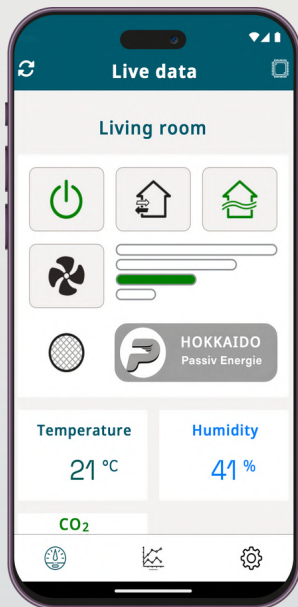 Live data
Living room
HOKKAIDO
Passiv Energie
Temperature
Humidity
21 °C
41 %
CO₂